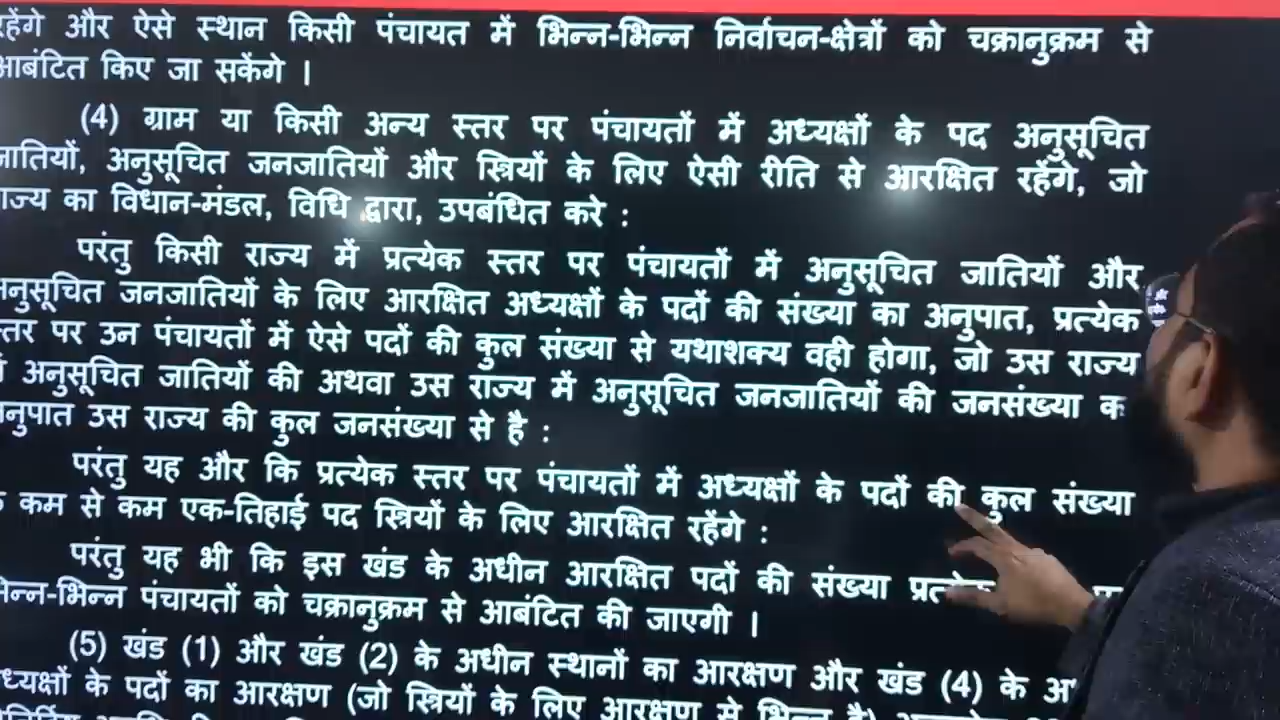 रहेंगे और ऐसे स्थान किसी पंचायत में भिन्न-भिन्न निर्वाचन-क्षेत्रों को चक्रानुक्रम से
आबंटित किए जा सकेंगे ।
(4) ग्राम या किसी अन्य स्तर पर पंचायतों में अध्यक्षों के पद अनुसूचित
जातियों, अनुसूचित जनजातियों और स्त्रियों के लिए ऐसी रीति से आरक्षित रहेंगे, जो
राज्य का विधान-मंडल, विधि द्वारा, उपबंधित करे :
परंतु किसी राज्य में प्रत्येक स्तर पर पंचायतों में अनुसूचित जातियों और
अनुसूचित जनजातियों के लिए आरक्षित अध्यक्षों के पदों की संख्या का अनुपात, प्रत्येक
स्तर पर उन पंचायतों में ऐसे पदों की कुल संख्या से यथाशक्य वही होगा, जो उस राज्य
में अनुसूचित जातियों की अथवा उस राज्य में अनुसूचित जनजातियों की जनसंख्या का
अनुपात उस राज्य की कुल जनसंख्या से है :
परंतु यह और कि प्रत्येक स्तर पर पंचायतों में अध्यक्षों के पदों की कुल संख्या
के कम से कम एक-तिहाई पद स्त्रियों के लिए आरक्षित रहेंगे :
परंतु यह भी कि इस खंड के अधीन आरक्षित पदों की संख्या प्रत्येक
भिन्न-भिन्न पंचायतों को चक्रानुक्रम से आबंटित की जाएगी ।
(5) खंड (1) और खंड (2) के अधीन स्थानों का आरक्षण और खंड (4) के
अध्यक्षों के पदों का आरक्षण (जो स्त्रियों के लिए आरक्षण से भिन्न है)